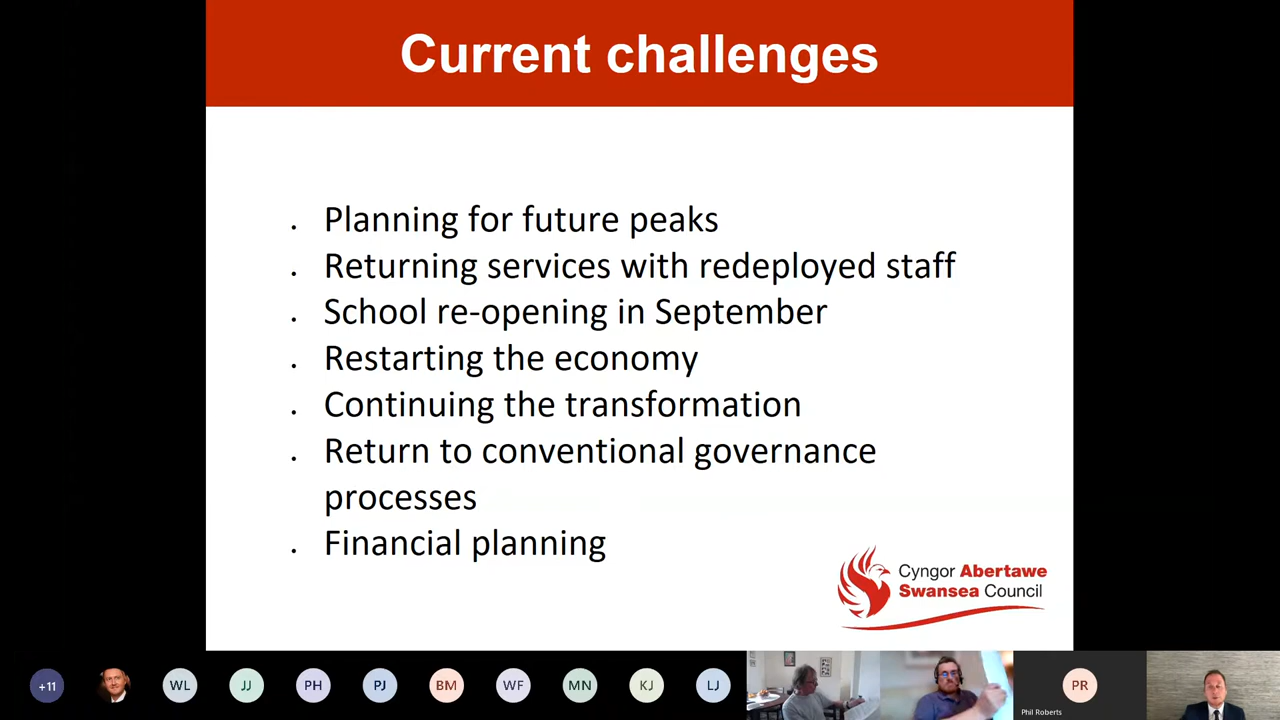 Current challenges
Planning for future peaks
Returning services with redeployed staff
School re-opening in September
Restarting the economy
Continuing the transformation
Return to conventional governance
processes
Financial planning
Cyngor Abertawe
Swansea Council
+11
WL
JJ
PH
PJ
BM
WF
MN
KJ
LJ
PR
Phil Roberts